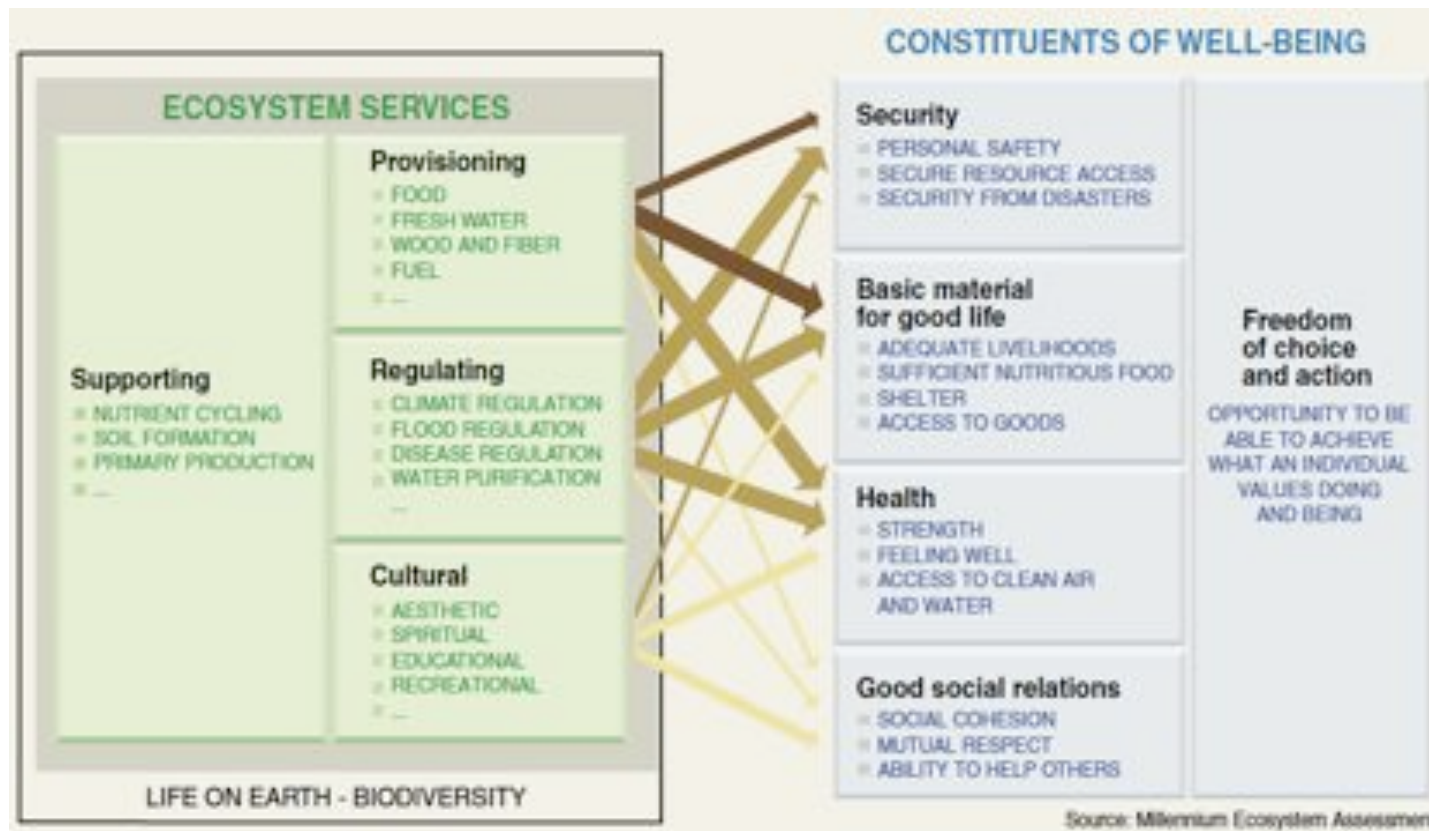 CONSTITUENTS OF WELL-BEING
ECOSYSTEM SERVICES
Supporting
NUTRIENT CYCLING
SOIL FORMATION
PRIMARY PRODUCTION
...
Provisioning
FOOD
FRESH WATER
WOOD AND FIBER
FUEL
...
Regulating
CLIMATE REGULATION
FLOOD REGULATION
DISEASE REGULATION
WATER PURIFICATION
...
Cultural
AESTHETIC
SPIRITUAL
EDUCATIONAL
RECREATIONAL
...
LIFE ON EARTH - BIODIVERSITY
Security
PERSONAL SAFETY
SECURE RESOURCE ACCESS
SECURITY FROM DISASTERS
Basic material
for good life
ADEQUATE LIVELIHOODS
SUFFICIENT NUTRITIOUS FOOD
SHELTER
ACCESS TO GOODS
Health
STRENGTH
FEELING WELL
ACCESS TO CLEAN AIR
AND WATER
Good social relations
SOCIAL COHESION
MUTUAL RESPECT
ABILITY TO HELP OTHERS
Freedom
of choice
and action
OPPORTUNITY TO BE
ABLE TO ACHIEVE
WHAT AN INDIVIDUAL
VALUES DOING
AND BEING
Source: Millennium Ecosystem Assessmen